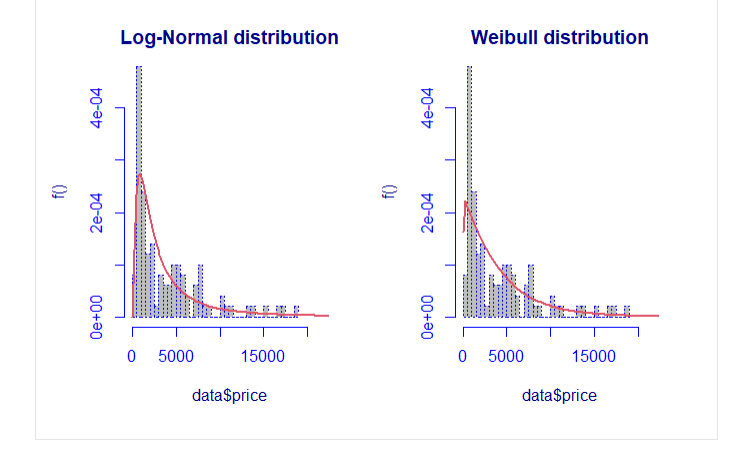 Log-Normal distribution
f()
0e+00
2e-04
4e-04
0
5000
15000
data$price
Weibull distribution
f()
0e+00
2e-04
4e-04
0
5000
15000
data$price